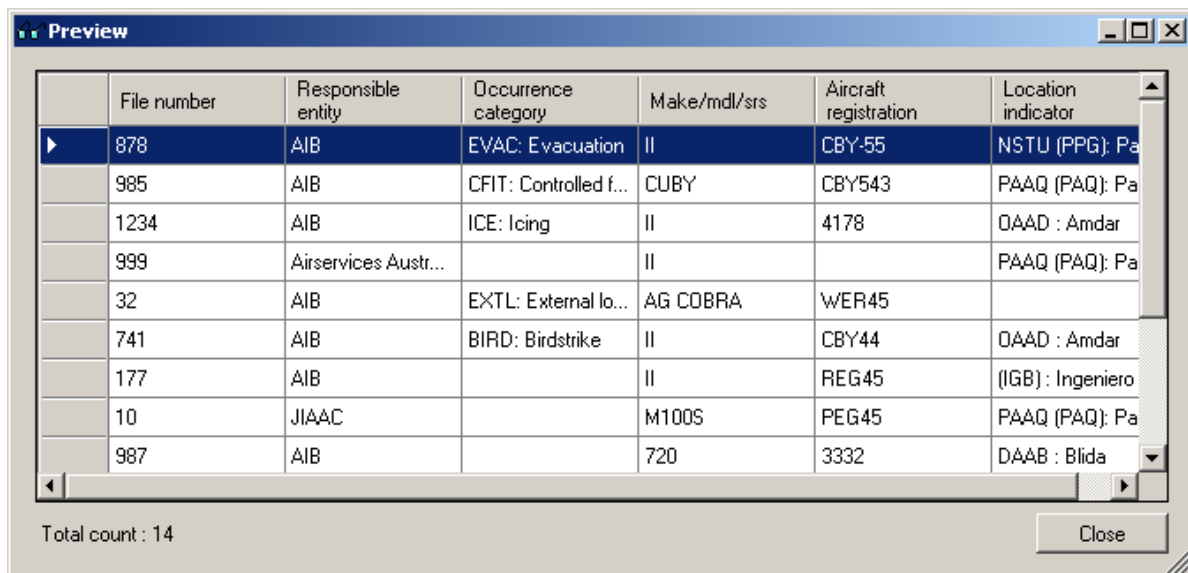 Preview
File number Responsible entity Occurrence category Make/mdl/srs Aircraft registration Location indicator
878 AIB EVAC: Evacuation II CBY-55 NSTU (PPG): Pa
985 AIB CFIT: Controlled f... CUBY CBY543 PAAQ (PAQ): Pa
1234 AIB ICE: Icing II 4178 OAAD : Amdar
999 Airservices Austr... II PAAQ (PAQ): Pa
32 AIB EXTL: External lo... AG COBRA WER45
741 AIB BIRD: Birdstrike II CBY44 OAAD : Amdar
177 AIB II REG45 (IGB) : Ingeniero
10 JIAAC M100S PEG45 PAAQ (PAQ): Pa
987 AIB 720 3332 DAAB : Blida
Total count : 14 Close